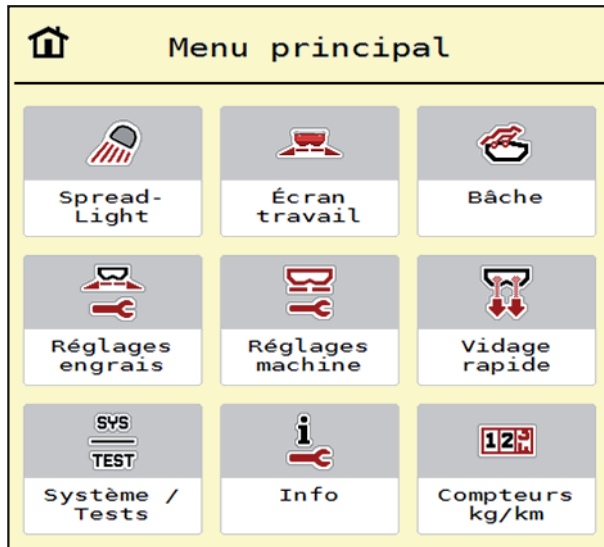 Menu principal
Spread-
Light
Écran
travail
Bâche
Réglages
engrais
Réglages
machine
Vidage
rapide
SYS
TEST
Système /
Tests
i
Info
12
Compteurs
kg/km